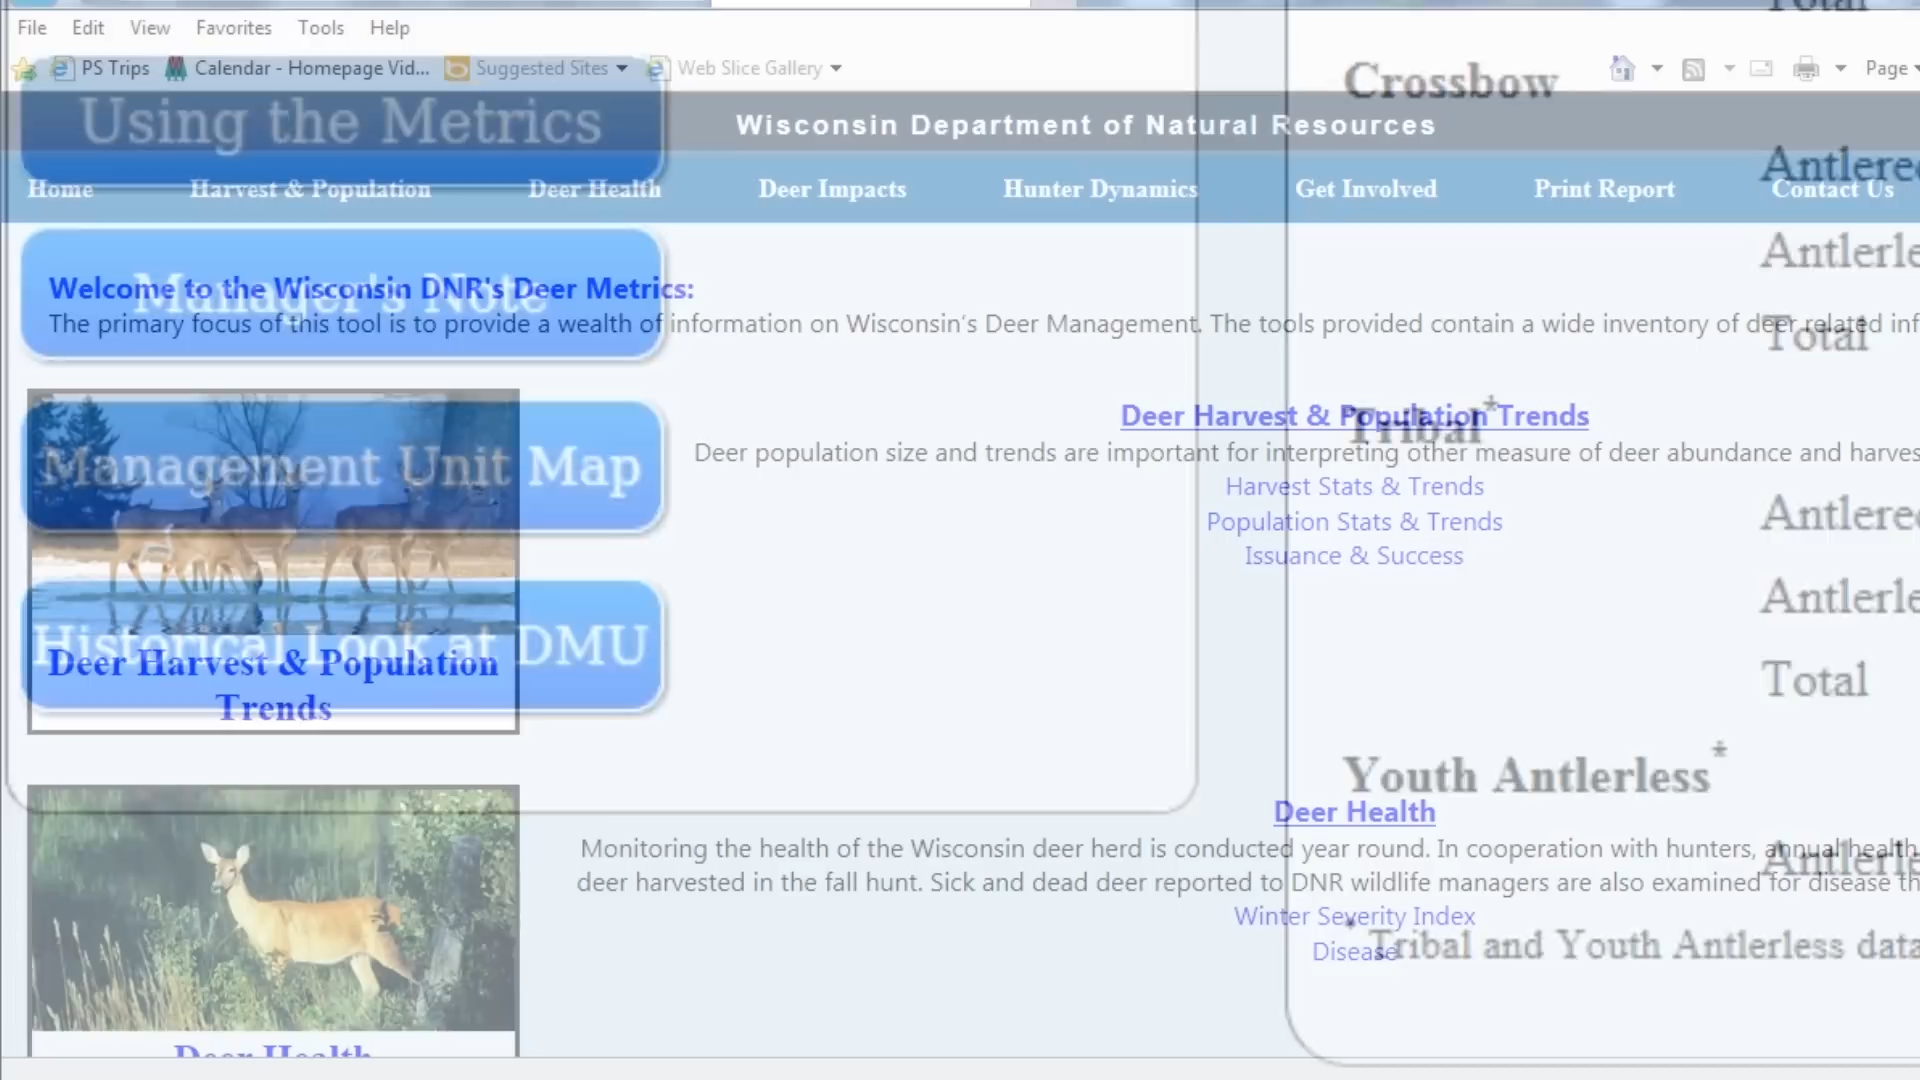 Total
File Edit View Favorites Tools Help
PS Trips Calendar - Homepage Vid... Suggested Sites Web Slice Gallery Page
Crossbow
Using the Metrics
Wisconsin Department of Natural Resources
Home Harvest & Population Deer Health Deer Impacts Hunter Dynamics Get Involved Print Report Contact Us
Antlered
Antlerle
Manager's Note
Welcome to the Wisconsin DNR's Deer Metrics:
The primary focus of this tool is to provide a wealth of information on Wisconsin's Deer Management. The tools provided contain a wide inventory of deer related inf
Total
Deer Harvest & Population Trends
Tribal*
Deer population size and trends are important for interpreting other measure of deer abundance and harves
Management Unit Map
Harvest Stats & Trends
Population Stats & Trends
Antlered
Issuance & Success
Antlerle
Historical Look at DMU
Deer Harvest & Population
Trends
Total
Youth Antlerless*
Deer Health
Monitoring the health of the Wisconsin deer herd is conducted year round. In cooperation with hunters, annual health
Antlerle
deer harvested in the fall hunt. Sick and dead deer reported to DNR wildlife managers are also examined for disease th
Winter Severity Index
Disease
*Tribal and Youth Antlerless data
Deer Health